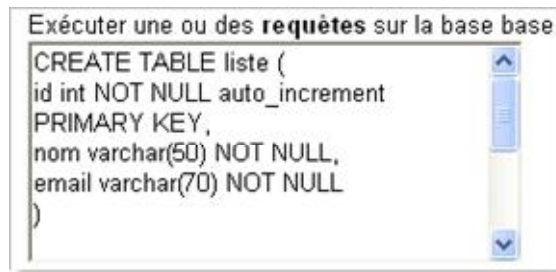 Exécuter une ou des requêtes sur la base base
CREATE TABLE liste (
id int NOT NULL auto_increment
PRIMARY KEY,
nom varchar(50) NOT NULL,
email varchar(70) NOT NULL
)